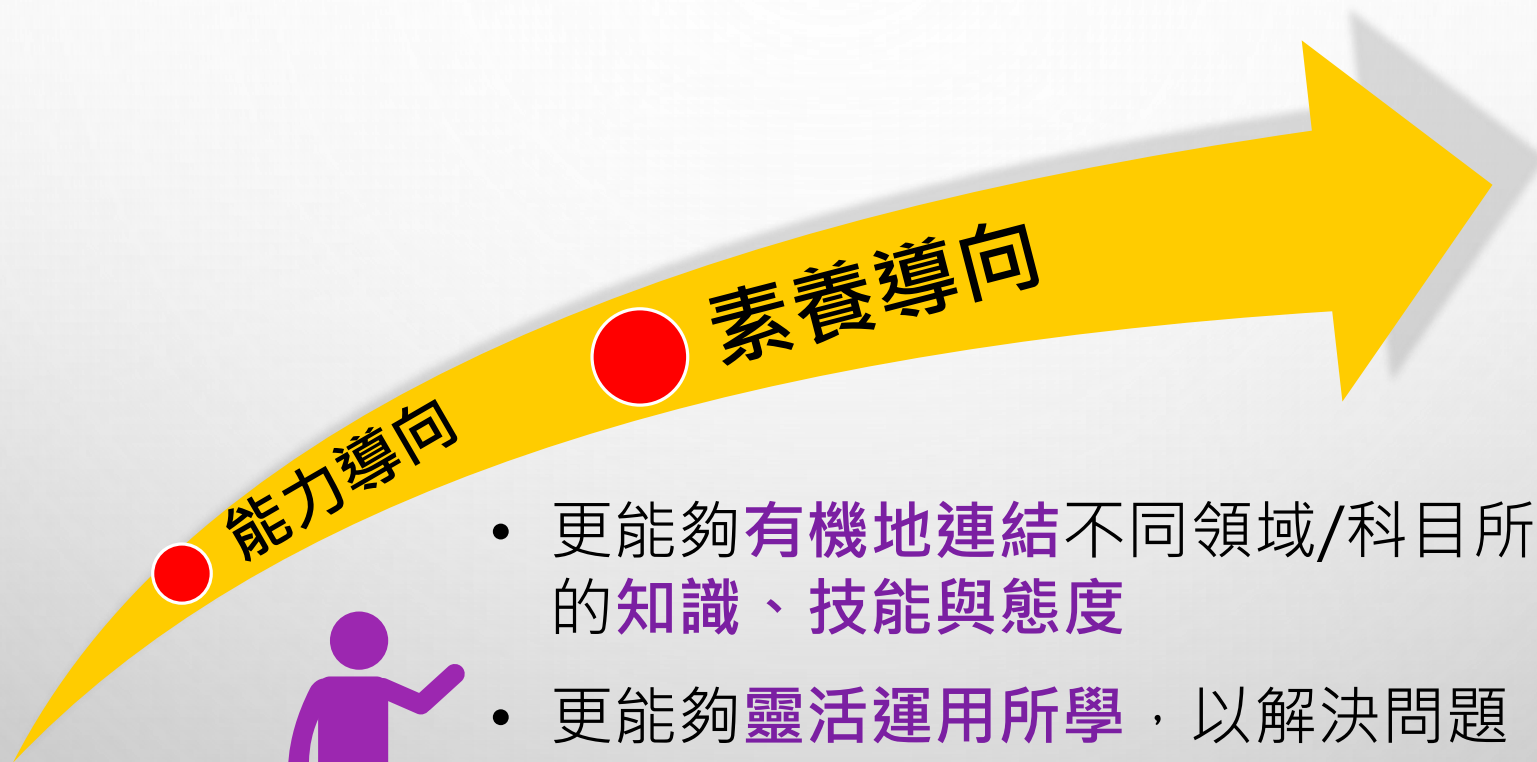 素養導向
能力導向
• 更能夠有機地連結不同領域/科目所
的知識、技能與態度
• 更能夠靈活運用所學，以解決問題